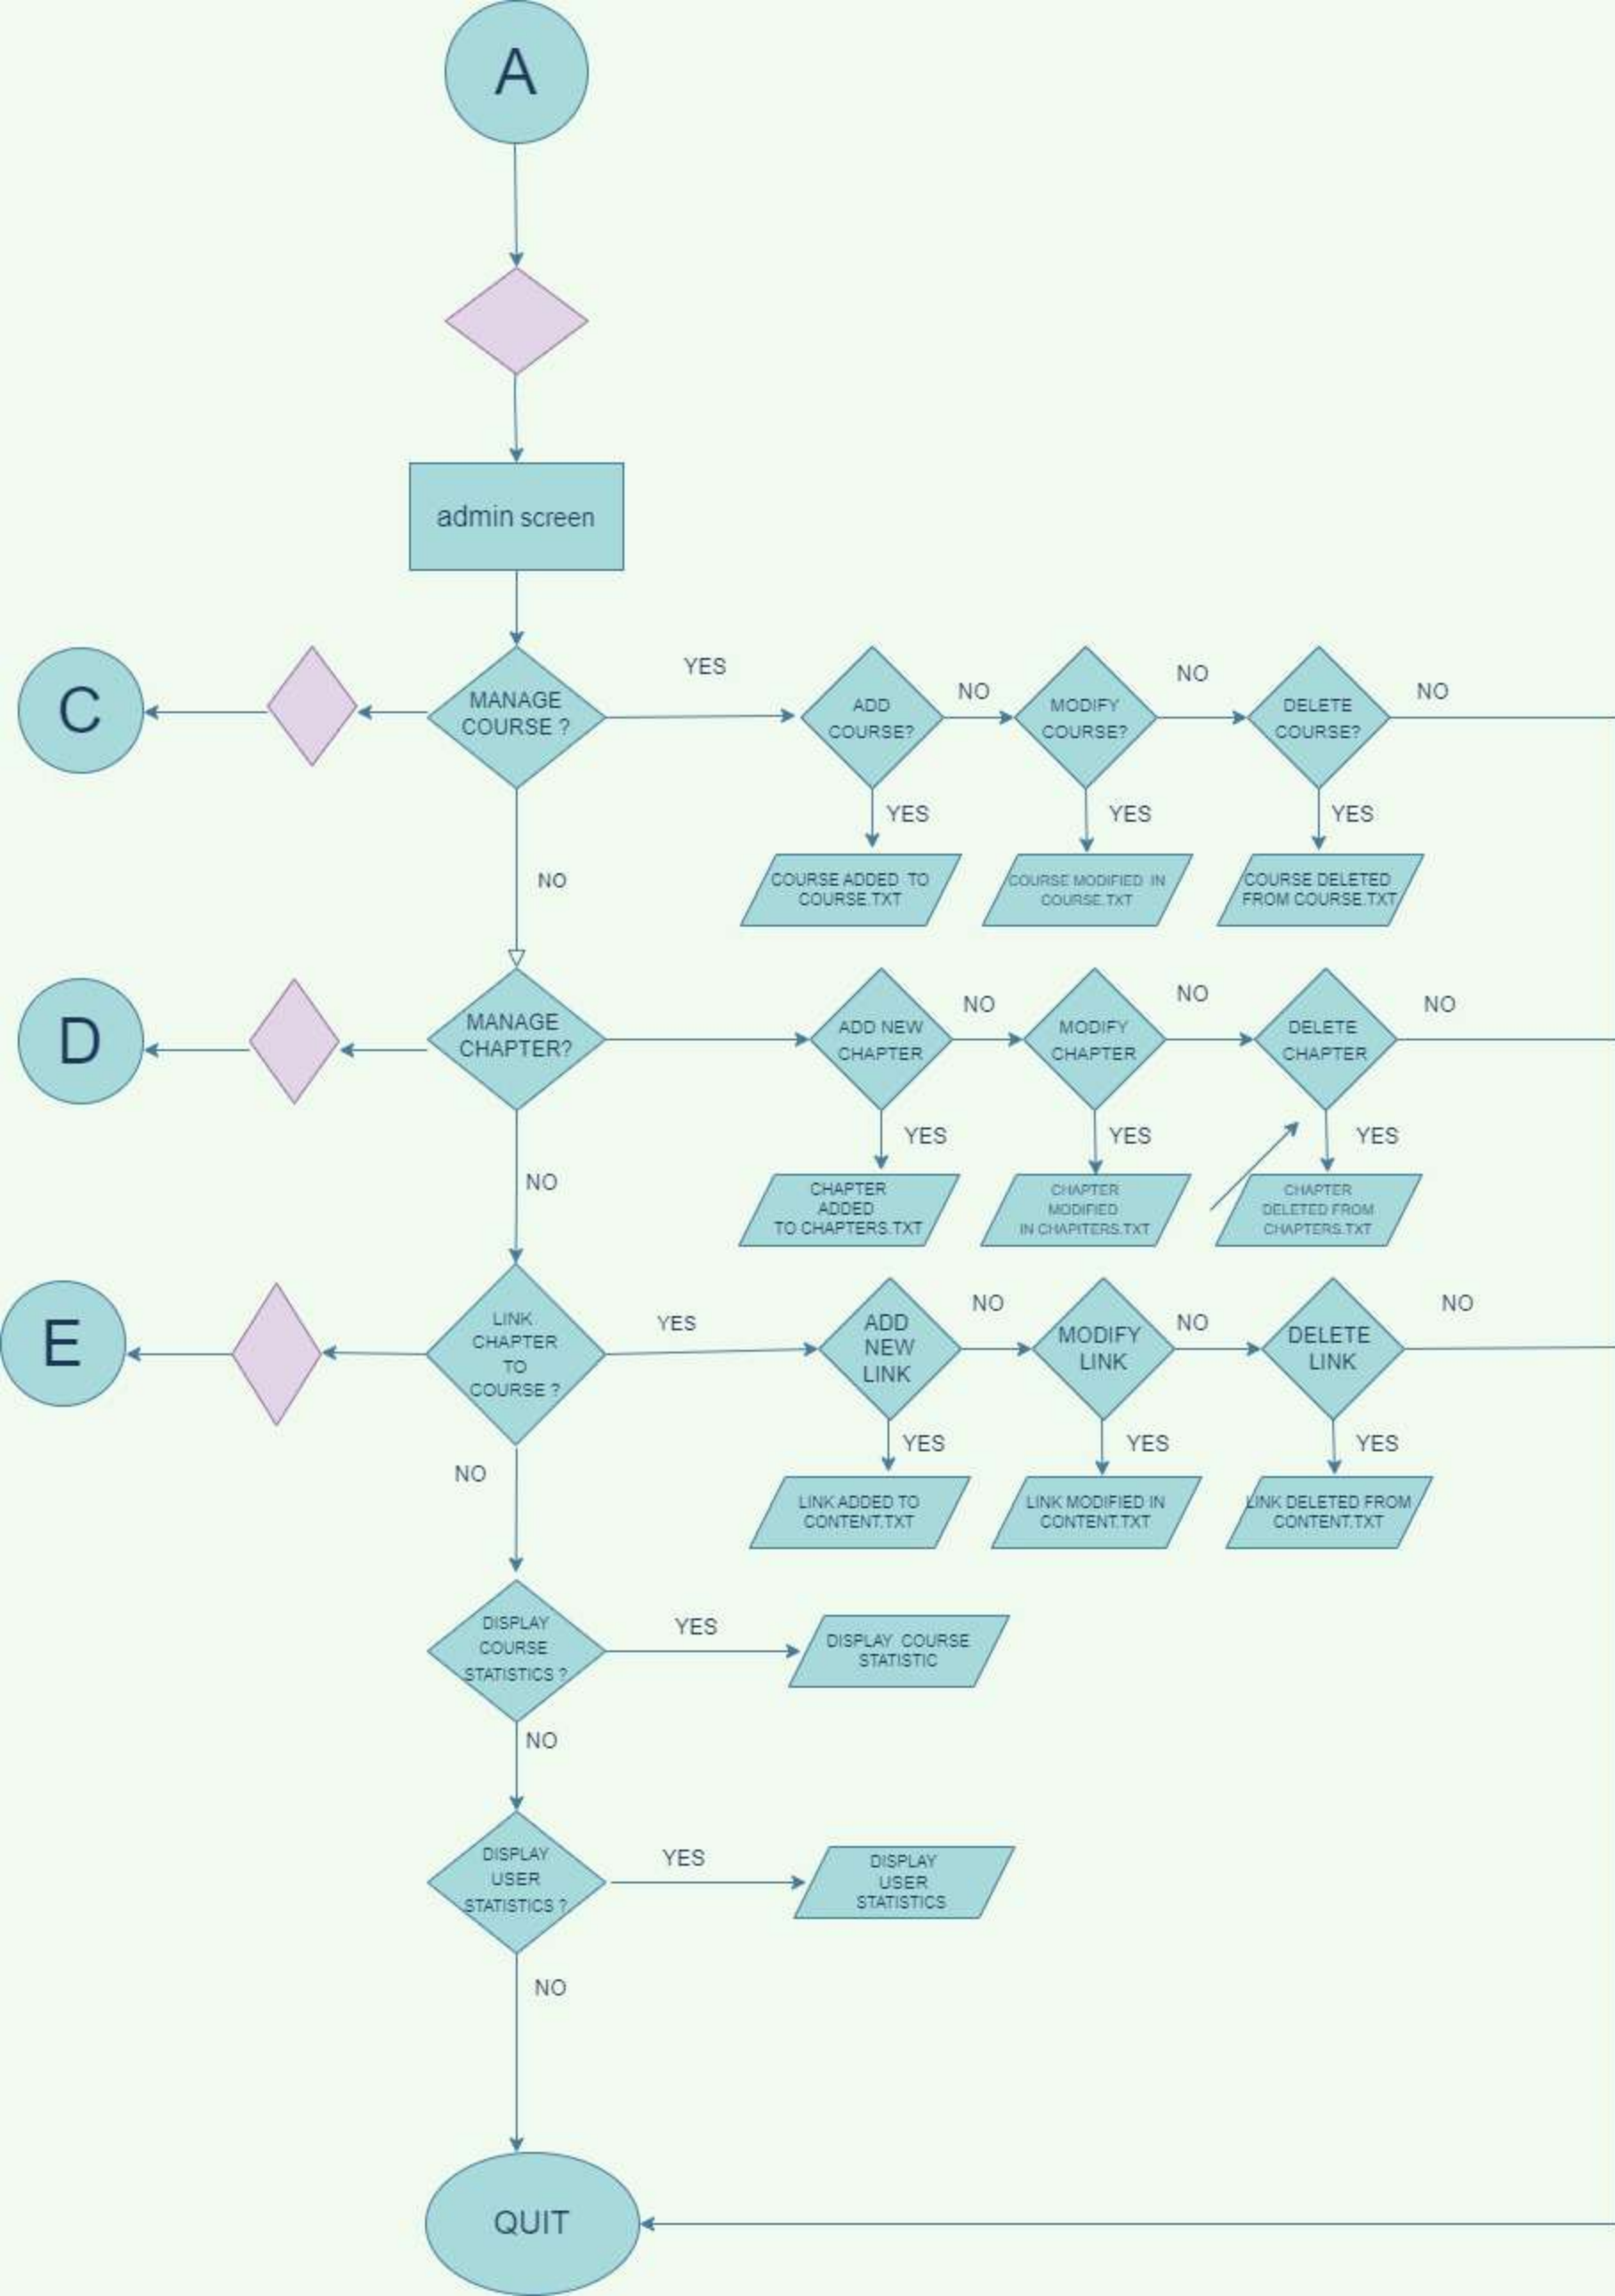 A
admin screen
C
MANAGE
COURSE ?
YES
ADD
COURSE?
NO
MODIFY
COURSE?
NO
DELETE
COURSE?
NO
YES
YES
YES
COURSE ADDED TO
COURSE.TXT
COURSE MODIFIED IN
COURSE.TXT
COURSE DELETED
FROM COURSE.TXT
NO
D
MANAGE
CHAPTER?
ADD NEW
CHAPTER
NO
MODIFY
CHAPTER
NO
DELETE
CHAPTER
NO
YES
YES
YES
CHAPTER
ADDED
TO CHAPTERS.TXT
CHAPTER
MODIFIED
IN CHAPITERS.TXT
CHAPTER
DELETED FROM
CHAPTERS.TXT
NO
E
LINK
CHAPTER
TO
COURSE ?
YES
ADD
NEW
LINK
NO
MODIFY
LINK
NO
DELETE
LINK
NO
YES
YES
YES
LINK ADDED TO
CONTENT.TXT
LINK MODIFIED IN
CONTENT.TXT
LINK DELETED FROM
CONTENT.TXT
NO
DISPLAY
COURSE
STATISTICS ?
YES
DISPLAY COURSE
STATISTIC
NO
DISPLAY
USER
STATISTICS ?
YES
DISPLAY
USER
STATISTICS
NO
QUIT